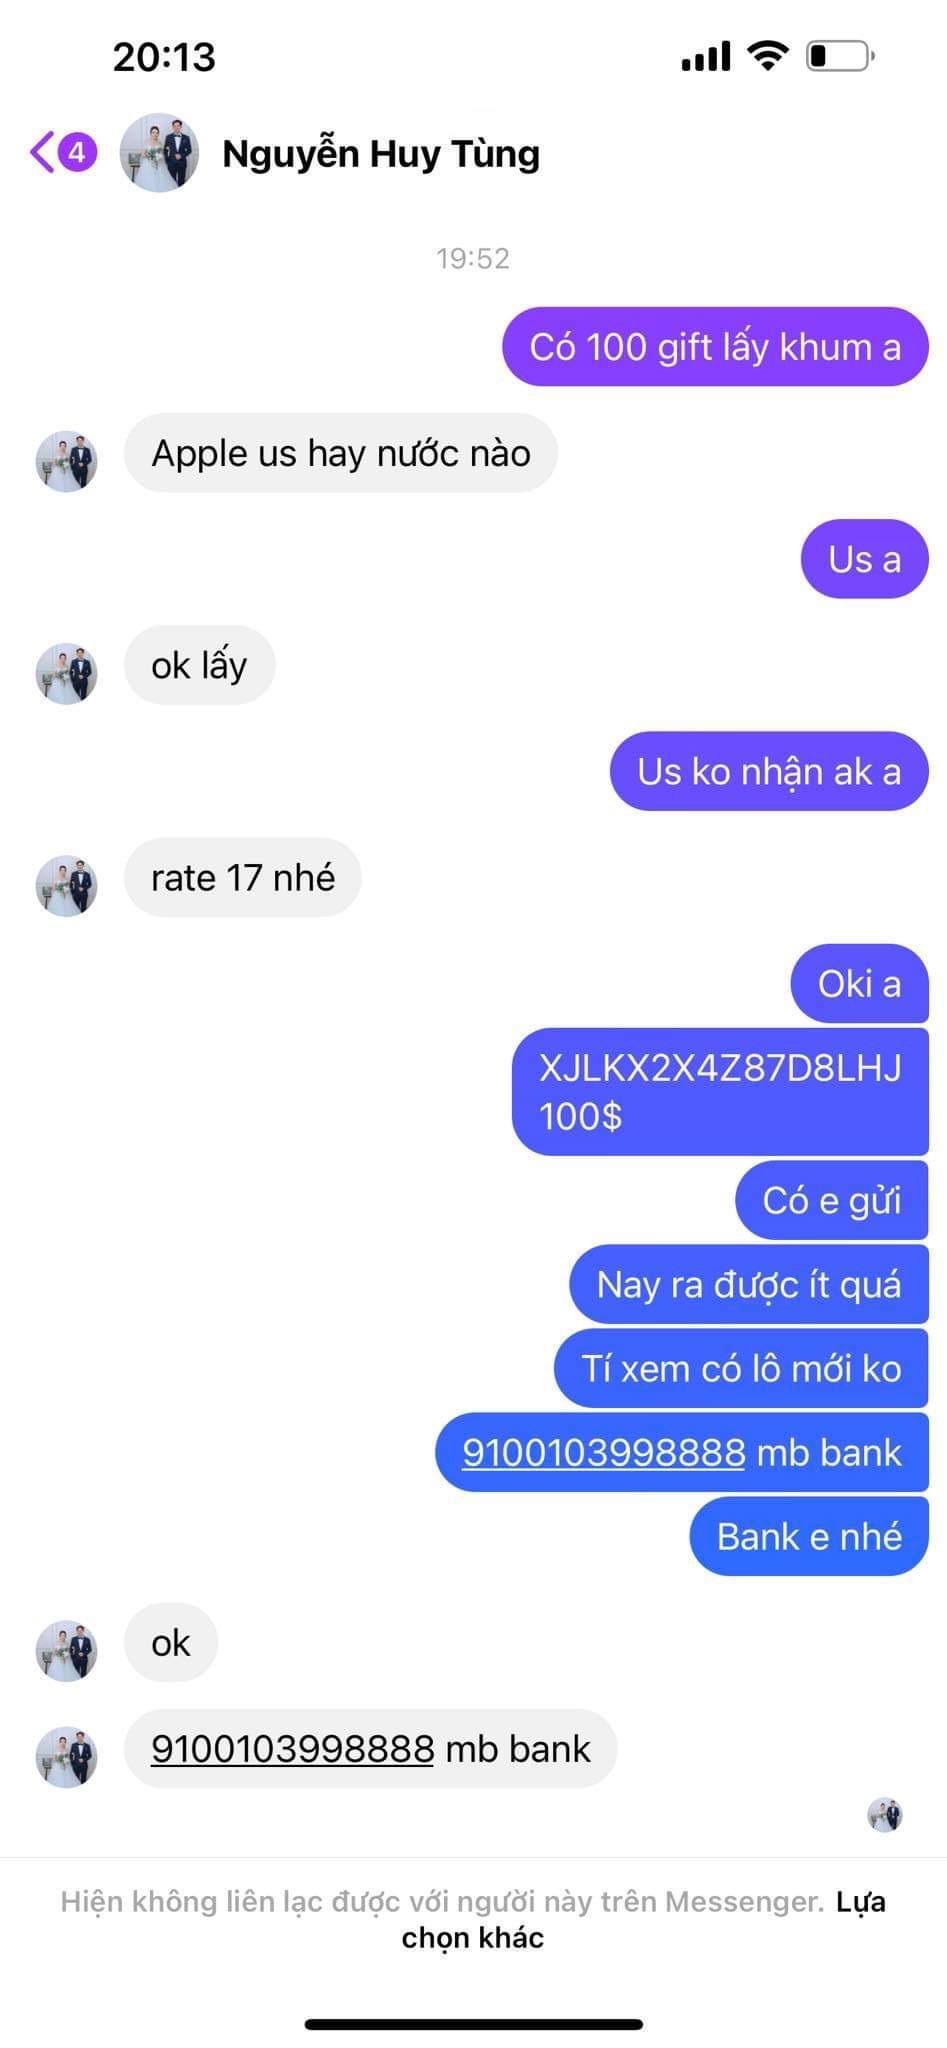 20:13
4
Nguyễn Huy Tùng
19:52
Có 100 gift lấy khum a
Apple us hay nước nào
Us a
ok lấy
Us ko nhận ak a
rate 17 nhé
Oki a
XJLKX2X4Z87D8LHJ
100$
Có e gửi
Nay ra được ít quá
Tí xem có lô mới ko
9100103998888 mb bank
Bank e nhé
ok
9100103998888 mb bank
Hiện không liên lạc được với người này trên Messenger. Lựa
chọn khác